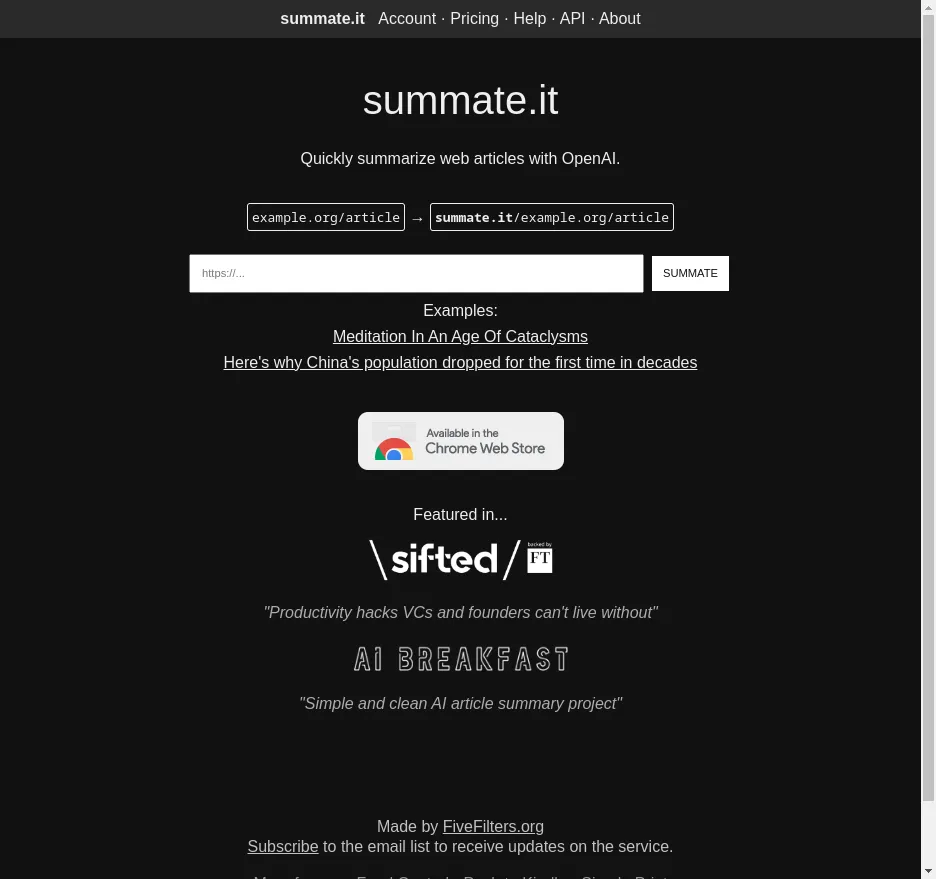 summate.it Account · Pricing · Help · API · About
summate.it
Quickly summarize web articles with OpenAI.
example.org/article → summate.it/example.org/article
https://... SUMMATE
Examples:
Meditation In An Age Of Cataclysms
Here's why China's population dropped for the first time in decades
Available in the
Chrome Web Store
Featured in...
\sifted/ backed by FT
"Productivity hacks VCs and founders can't live without"
AI BREAKFAST
"Simple and clean AI article summary project"
Made by FiveFilters.org
Subscribe to the email list to receive updates on the service.